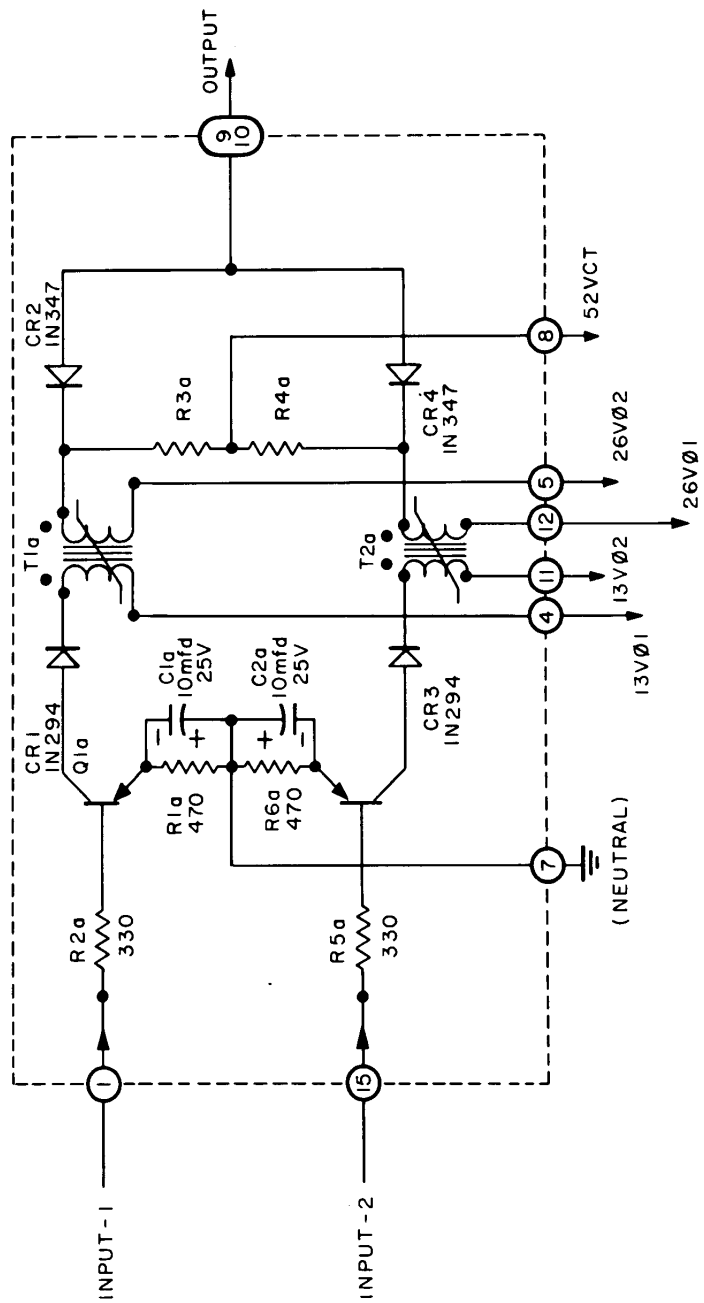 INPUT-1
1
R2a
330
CR1
IN294
Q1a
T1a
CR2
IN347
9
10
OUTPUT
C1a
10mfd
25V
-
+
R1a
470
R6a
470
+
-
C2a
10mfd
25V
R3a
R4a
INPUT-2
15
R5a
330
CR3
IN294
T2a
CR4
IN347
7
(NEUTRAL)
4
13VØ1
11
13VØ2
12
26VØ1
5
26VØ2
8
52VCT